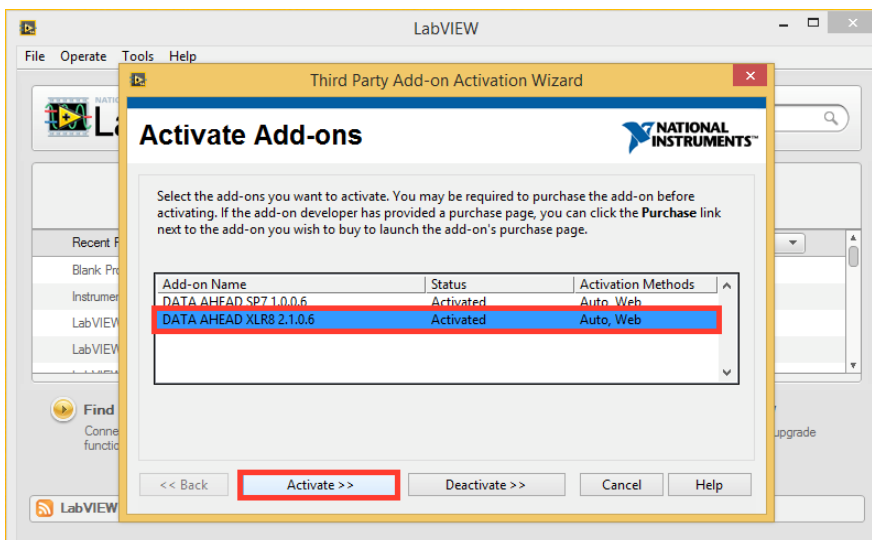 LabVIEW
File Operate Tools Help
Third Party Add-on Activation Wizard
NATIO
La
Activate Add-ons
NATIONAL
INSTRUMENTS™
Select the add-ons you want to activate. You may be required to purchase the add-on before
activating. If the add-on developer has provided a purchase page, you can click the Purchase link
next to the add-on you wish to buy to launch the add-on's purchase page.
Recent P
Blank Pro
Instrumen
LabVIEW
LabVIEW
Add-on Name Status Activation Methods
DATA AHEAD SP7 1.0.0.6 Activated Auto, Web
DATA AHEAD XLR8 2.1.0.6 Activated Auto, Web
Find
Conne
functio
upgrade
<< Back Activate >> Deactivate >> Cancel Help
LabVIEW